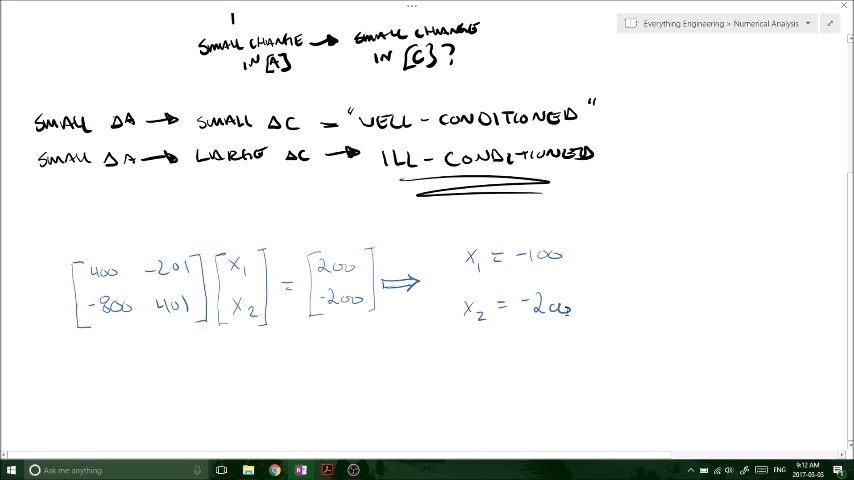 ...
Everything Engineering > Numerical Analysis
SMALL CHANGE → SMALL CHANGE
IN [A] IN [C]?
SMALL ΔA → SMALL ΔC = "WELL - CONDITIONED"
SMALL ΔA → LARGE ΔC → ILL - CONDITIONED
[400 -201] [x₁] = [200] ⇒ x₁ = -100
[-800 401] [x₂] [-200] x₂ = -200
Ask me anything
ENG
9:12 AM
2017-03-03